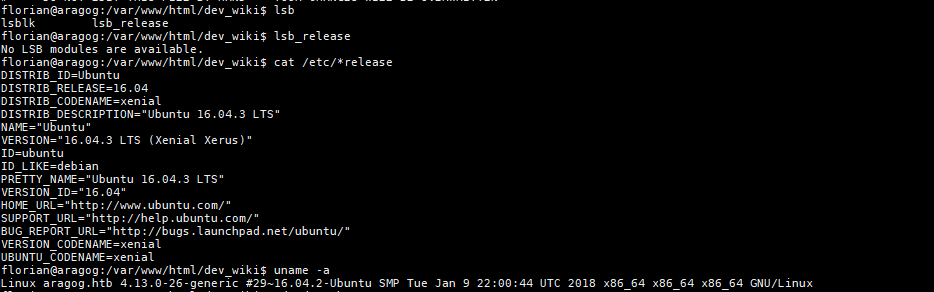 florian@aragog:/var/www/html/dev_wiki$ lsb
lsblk        lsb_release
florian@aragog:/var/www/html/dev_wiki$ lsb_release
No LSB modules are available.
florian@aragog:/var/www/html/dev_wiki$ cat /etc/*release
DISTRIB_ID=Ubuntu
DISTRIB_RELEASE=16.04
DISTRIB_CODENAME=xenial
DISTRIB_DESCRIPTION="Ubuntu 16.04.3 LTS"
NAME="Ubuntu"
VERSION="16.04.3 LTS (Xenial Xerus)"
ID=ubuntu
ID_LIKE=debian
PRETTY_NAME="Ubuntu 16.04.3 LTS"
VERSION_ID="16.04"
HOME_URL="http://www.ubuntu.com/"
SUPPORT_URL="http://help.ubuntu.com/"
BUG_REPORT_URL="http://bugs.launchpad.net/ubuntu/"
VERSION_CODENAME=xenial
UBUNTU_CODENAME=xenial
florian@aragog:/var/www/html/dev_wiki$ uname -a
Linux aragog.htb 4.13.0-26-generic #29~16.04.2-Ubuntu SMP Tue Jan 9 22:00:44 UTC 2018 x86_64 x86_64 x86_64 GNU/Linux